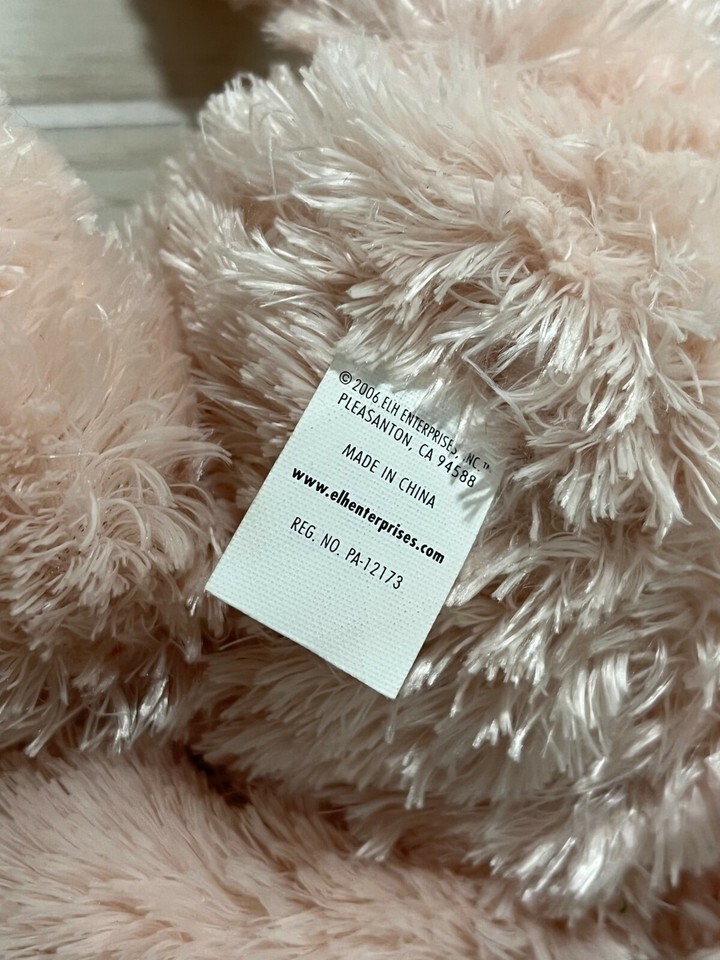 © 2006 ELH ENTERPRISES, INC.™
PLEASANTON, CA 94588
MADE IN CHINA
www.elhenterprises.com
REG. NO. PA-12173